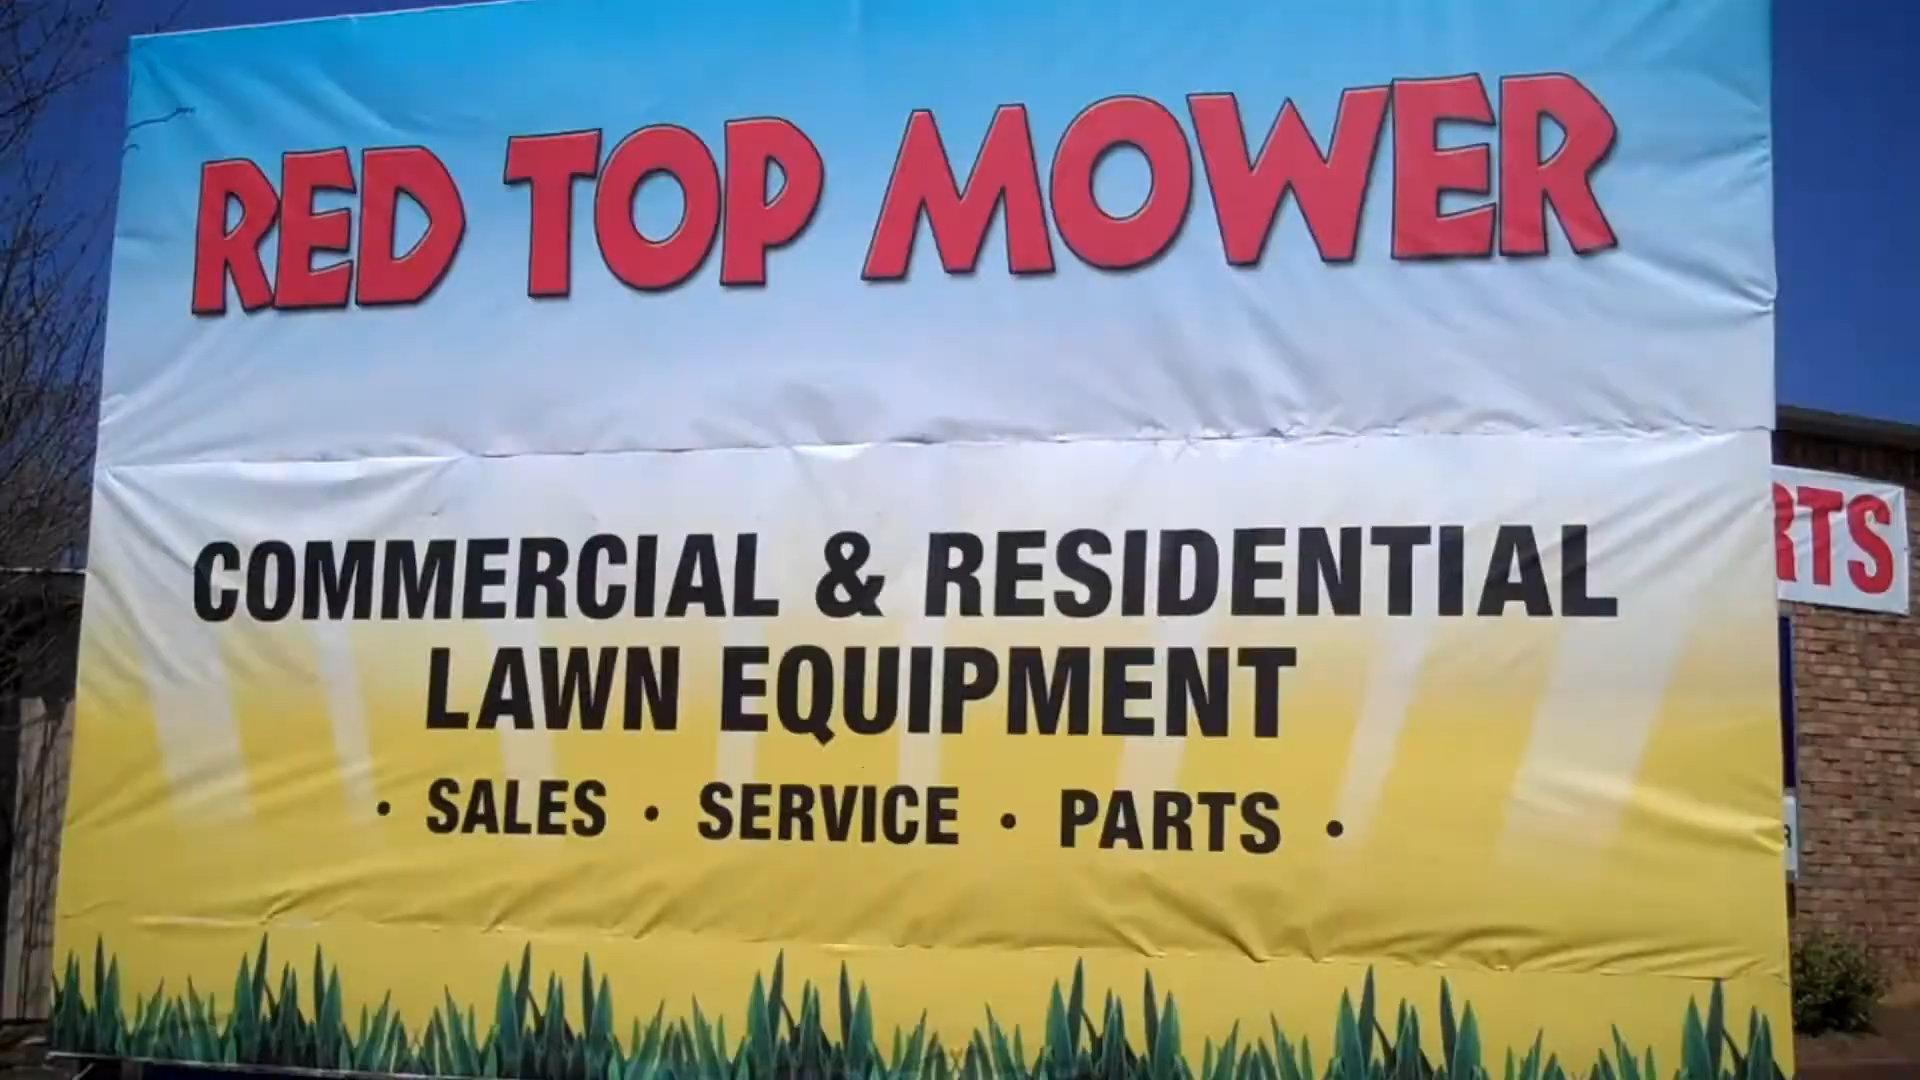 RED TOP MOWER
COMMERCIAL & RESIDENTIAL
LAWN EQUIPMENT
· SALES · SERVICE · PARTS ·
RTS